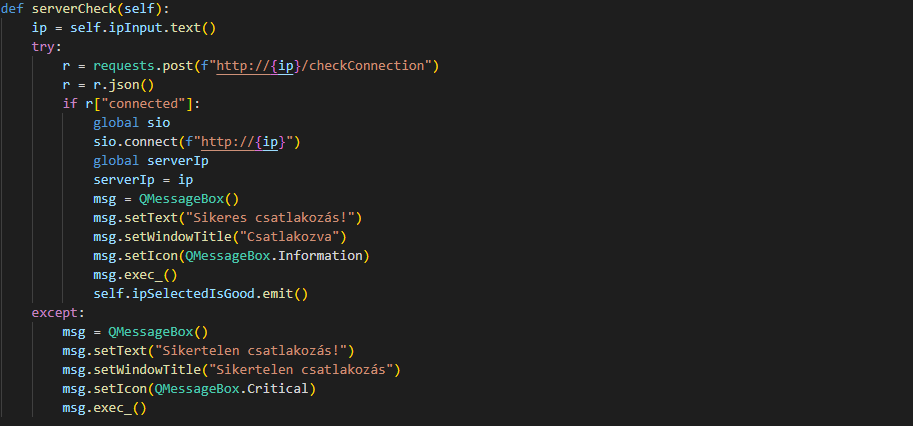 def serverCheck(self):
    ip = self.ipInput.text()
    try:
        r = requests.post(f"http://{ip}/checkConnection")
        r = r.json()
        if r["connected"]:
            global sio
            sio.connect(f"http://{ip}")
            global serverIp
            serverIp = ip
            msg = QMessageBox()
            msg.setText("Sikeres csatlakozás!")
            msg.setWindowTitle("Csatlakozva")
            msg.setIcon(QMessageBox.Information)
            msg.exec_()
            self.ipSelectedIsGood.emit()
    except:
        msg = QMessageBox()
        msg.setText("Sikertelen csatlakozás!")
        msg.setWindowTitle("Sikertelen csatlakozás")
        msg.setIcon(QMessageBox.Critical)
        msg.exec_()